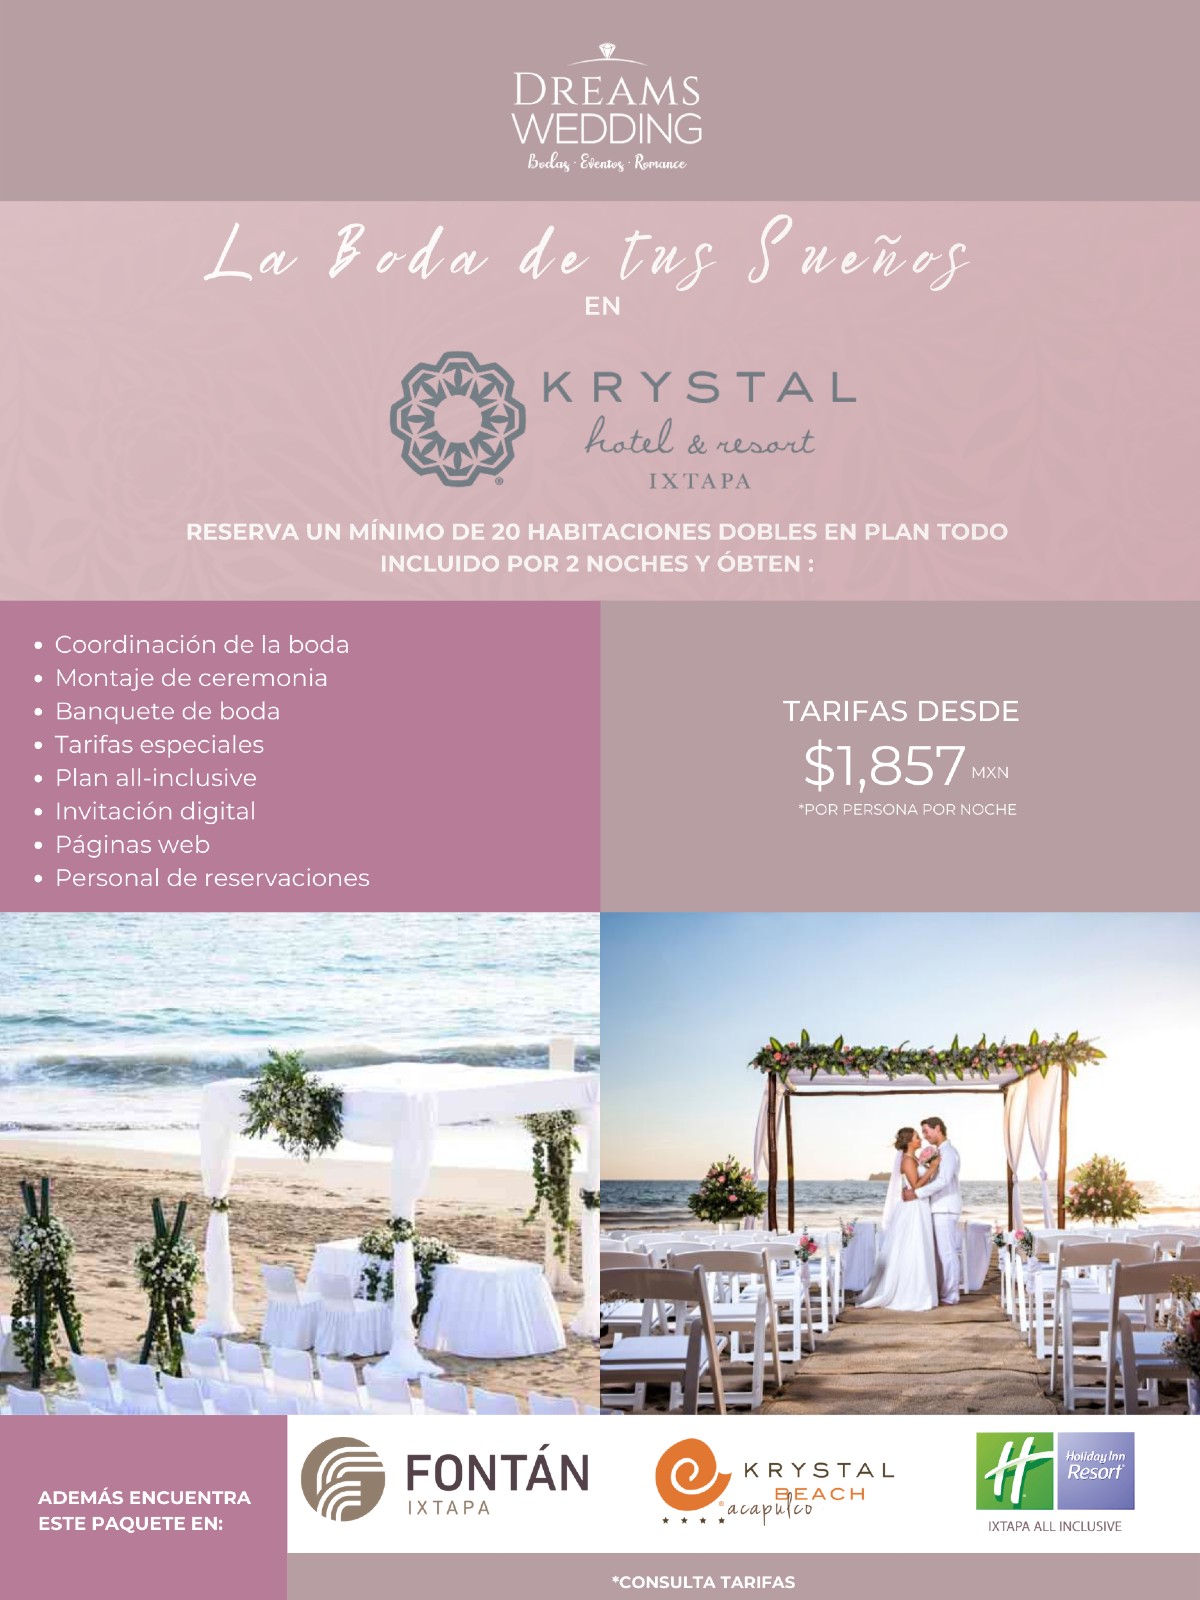 DREAMS
WEDDING
Bodas · Eventos · Romance
La Boda de tus Sueños
EN
KRYSTAL
hotel & resort
IXTAPA
RESERVA UN MÍNIMO DE 20 HABITACIONES DOBLES EN PLAN TODO
INCLUIDO POR 2 NOCHES Y ÓBTEN :
• Coordinación de la boda
• Montaje de ceremonia
• Banquete de boda
• Tarifas especiales
• Plan all-inclusive
• Invitación digital
• Páginas web
• Personal de reservaciones
TARIFAS DESDE
$1,857 MXN
*POR PERSONA POR NOCHE
ADEMÁS ENCUENTRA
ESTE PAQUETE EN:
FONTÁN
IXTAPA
KRYSTAL
BEACH
acapulco
Holiday Inn
Resort
IXTAPA ALL INCLUSIVE
*CONSULTA TARIFAS